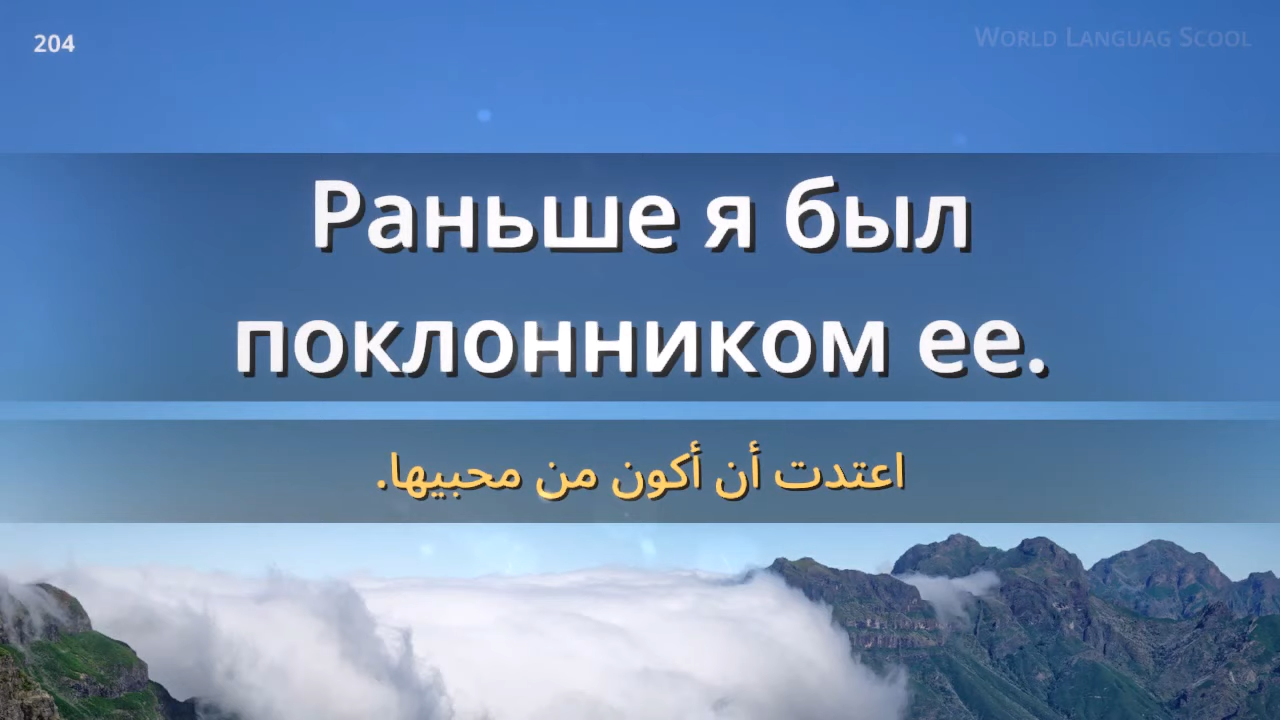 204
World Languag Scool
Раньше я был
поклонником ее.
اعتدت أن أكون من محبيها.